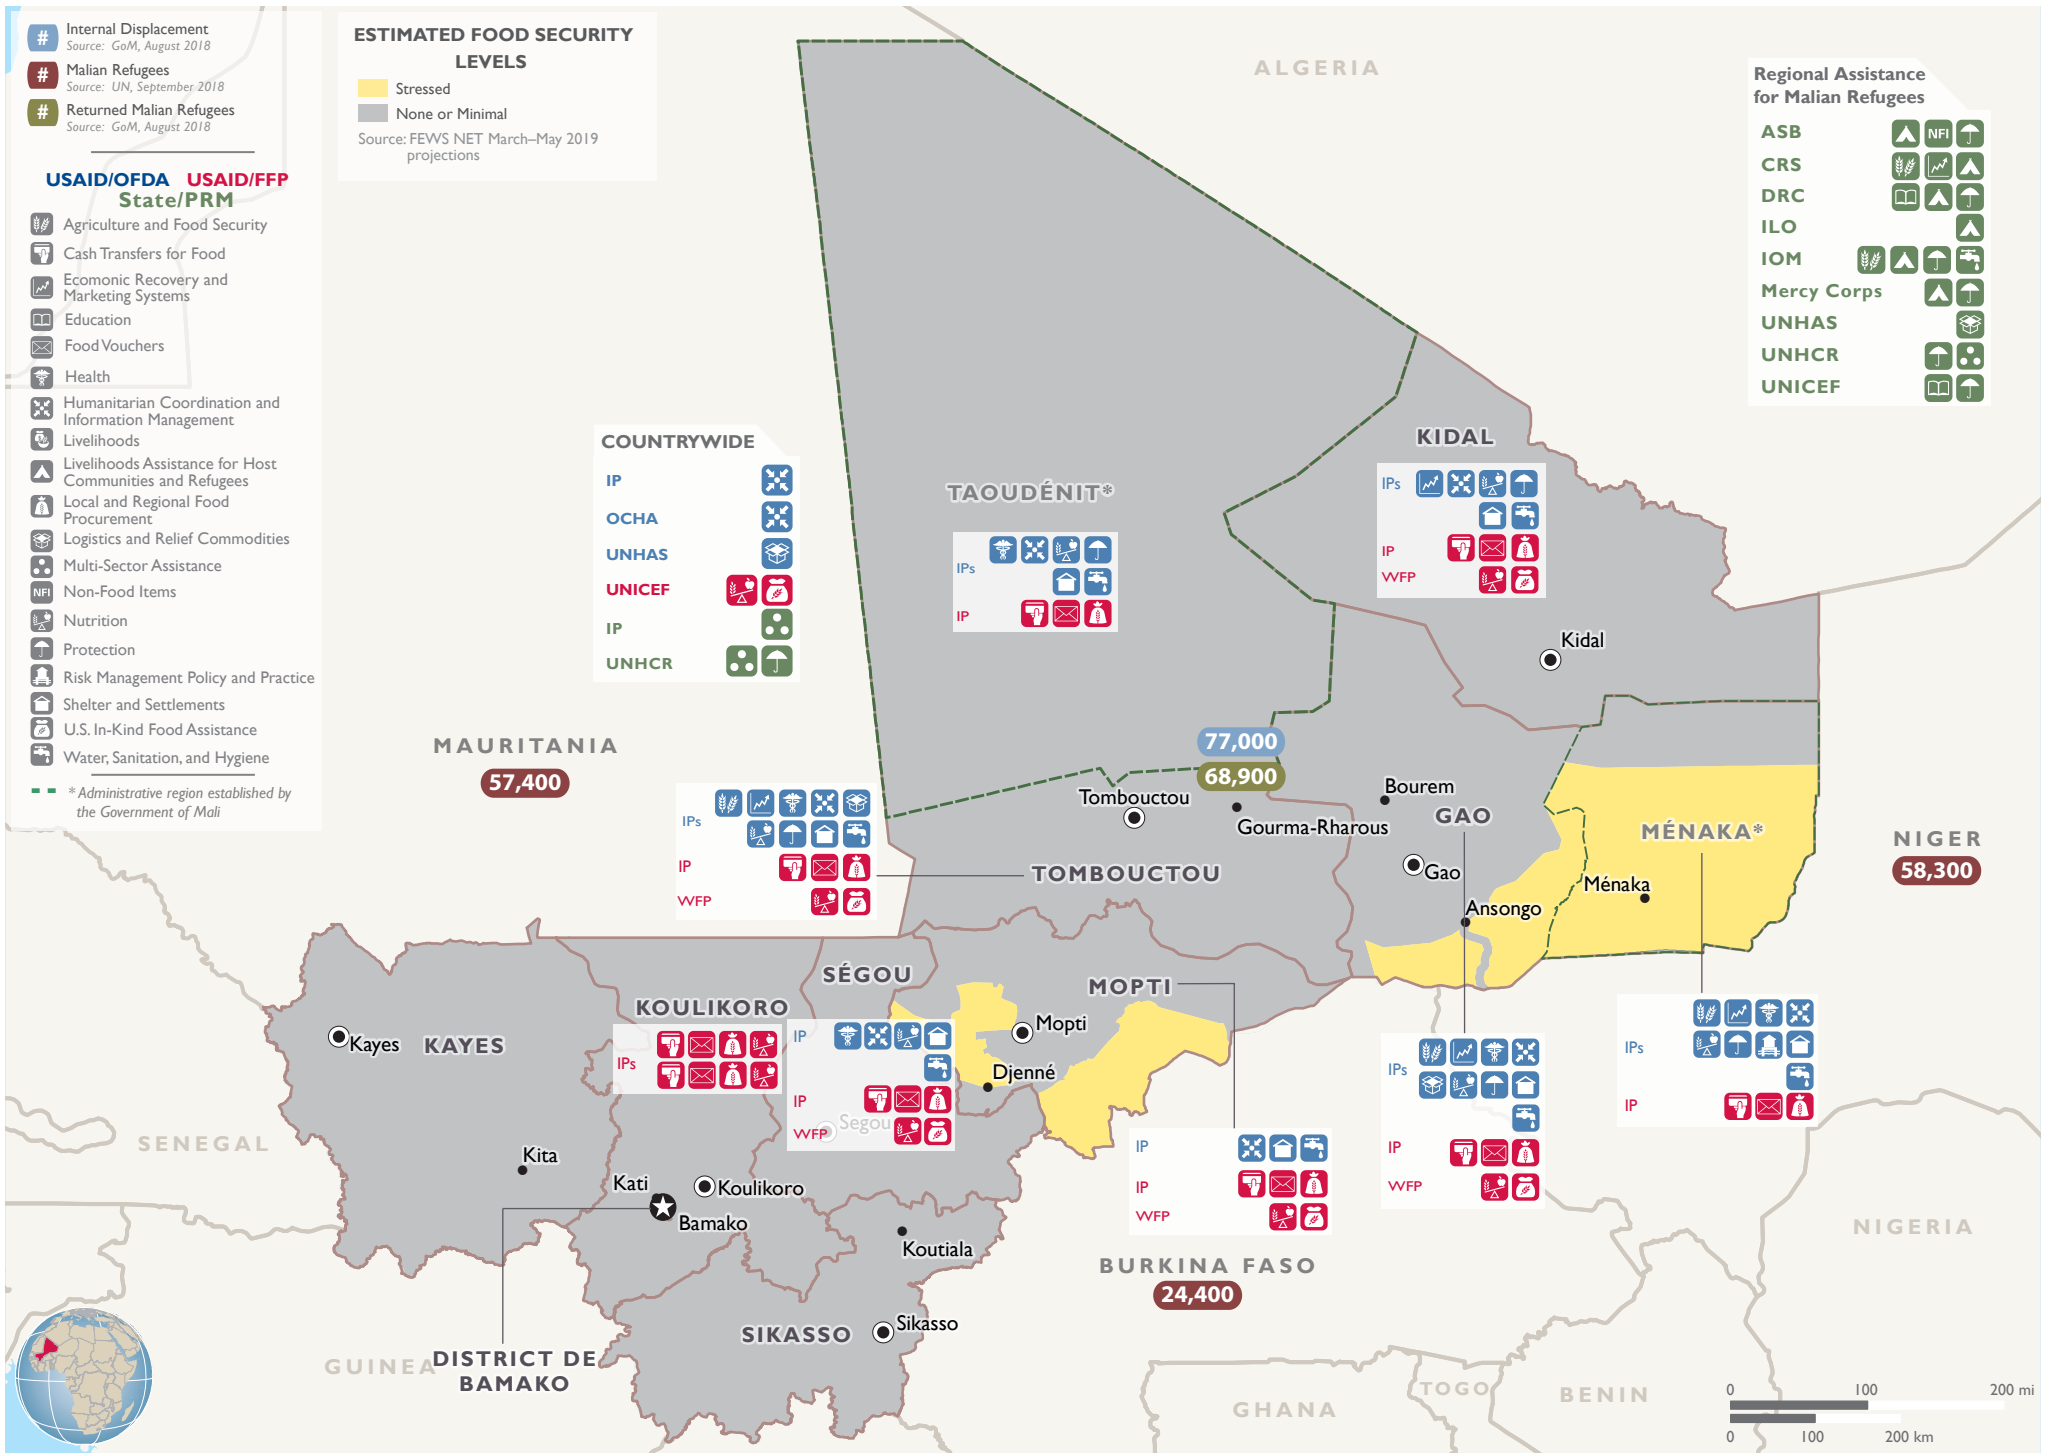 #
Internal Displacement
Source: GoM, August 2018
#
Malian Refugees
Source: UN, September 2018
#
Returned Malian Refugees
Source: GoM, August 2018
USAID/OFDA USAID/FFP
State/PRM
Agriculture and Food Security
Cash Transfers for Food
Ecomonic Recovery and
Marketing Systems
Education
Food Vouchers
Health
Humanitarian Coordination and
Information Management
Livelihoods
Livelihoods Assistance for Host
Communities and Refugees
Local and Regional Food
Procurement
Logistics and Relief Commodities
Multi-Sector Assistance
NFI Non-Food Items
Nutrition
Protection
Risk Management Policy and Practice
Shelter and Settlements
U.S. In-Kind Food Assistance
Water, Sanitation, and Hygiene
* Administrative region established by
the Government of Mali
ESTIMATED FOOD SECURITY
LEVELS
Stressed
None or Minimal
Source: FEWS NET March–May 2019
projections
COUNTRYWIDE
IP
OCHA
UNHAS
UNICEF
IP
UNHCR
Regional Assistance
for Malian Refugees
ASB NFI
CRS
DRC
ILO
IOM
Mercy Corps
UNHAS
UNHCR
UNICEF
ALGERIA
TAOUDÉNIT*
IPs
IP
KIDAL
IPs
IP
WFP
Kidal
MAURITANIA
57,400
77,000
68,900
Tombouctou
Gourma-Rharous
Bourem
GAO
Gao
Ansongo
MÉNAKA*
Ménaka
NIGER
58,300
IPs
IP
WFP
TOMBOUCTOU
SÉGOU
MOPTI
KOULIKORO
IPs
IP
IP
WFP
Segou
Mopti
Djenné
Kayes
KAYES
Kita
Kati
Koulikoro
Bamako
Koutiala
Sikasso
SIKASSO
DISTRICT DE
BAMAKO
IP
IP
WFP
IPs
IP
WFP
IPs
IP
BURKINA FASO
24,400
SENEGAL
GUINEA
GHANA
TOGO
BENIN
NIGERIA
0 100 200 mi
0 100 200 km